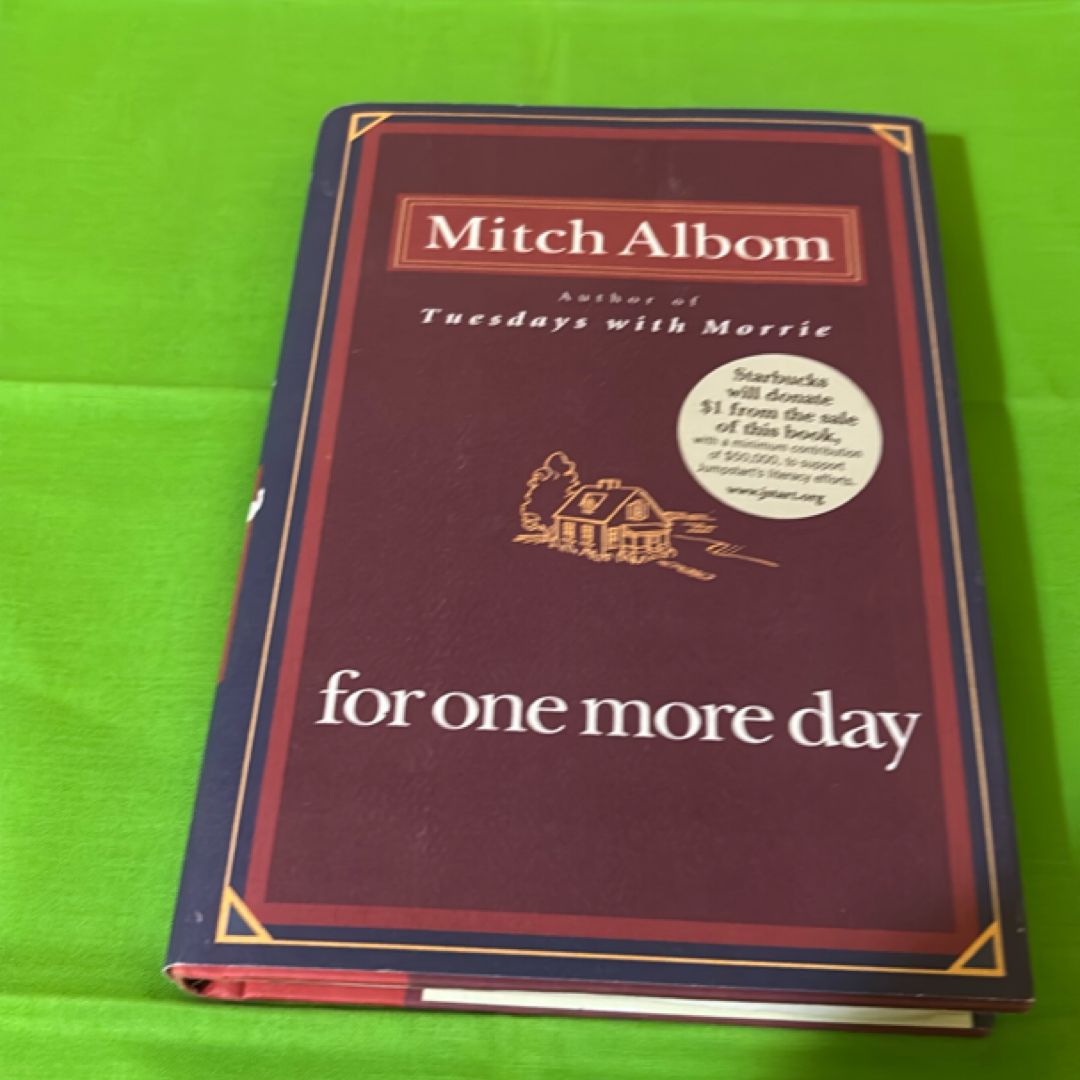 Mitch Albom
Author of
Tuesdays with Morrie
Starbucks
will donate
$1 from the sale
of this book,
with a minimum contribution
of $50,000, to support
Jumpstart's literacy efforts.
www.jstart.org
for one more day